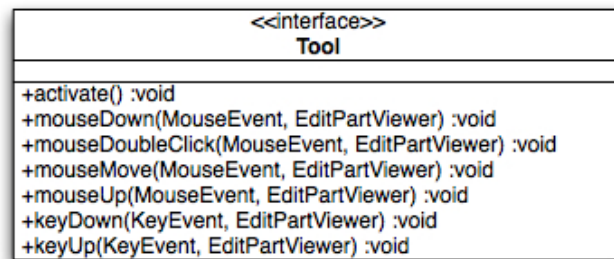 <<interface>>
Tool
+activate() :void
+mouseDown(MouseEvent, EditPartViewer) :void
+mouseDoubleClick(MouseEvent, EditPartViewer) :void
+mouseMove(MouseEvent, EditPartViewer) :void
+mouseUp(MouseEvent, EditPartViewer) :void
+keyDown(KeyEvent, EditPartViewer) :void
+keyUp(KeyEvent, EditPartViewer) :void